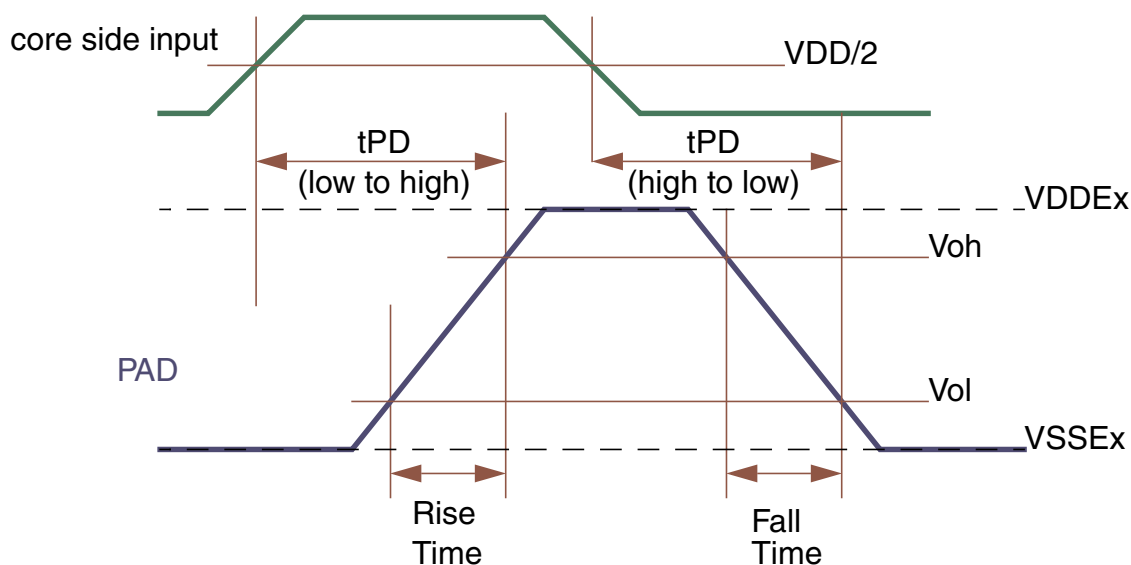 core side input
VDD/2
tPD
(low to high)
tPD
(high to low)
VDDEx
Voh
PAD
Vol
VSSEx
Rise
Time
Fall
Time